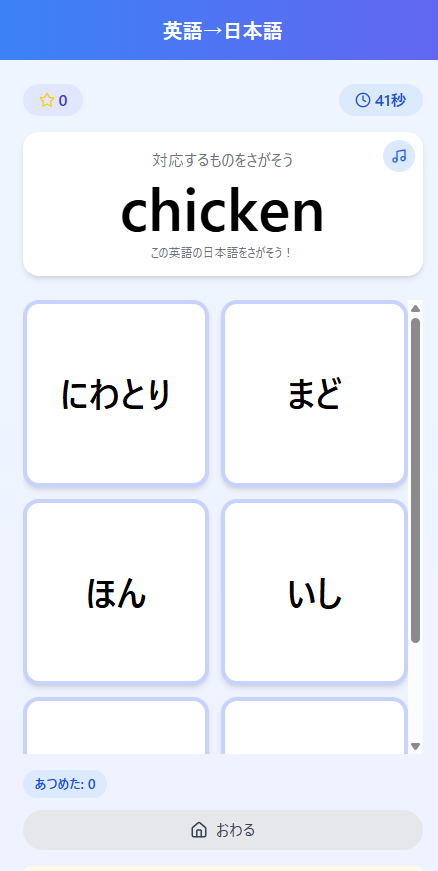 英語→日本語
0
41秒
対応するものをさがそう
chicken
この英語の日本語をさがそう！
にわとり
まど
ほん
いし
あつめた: 0
おわる